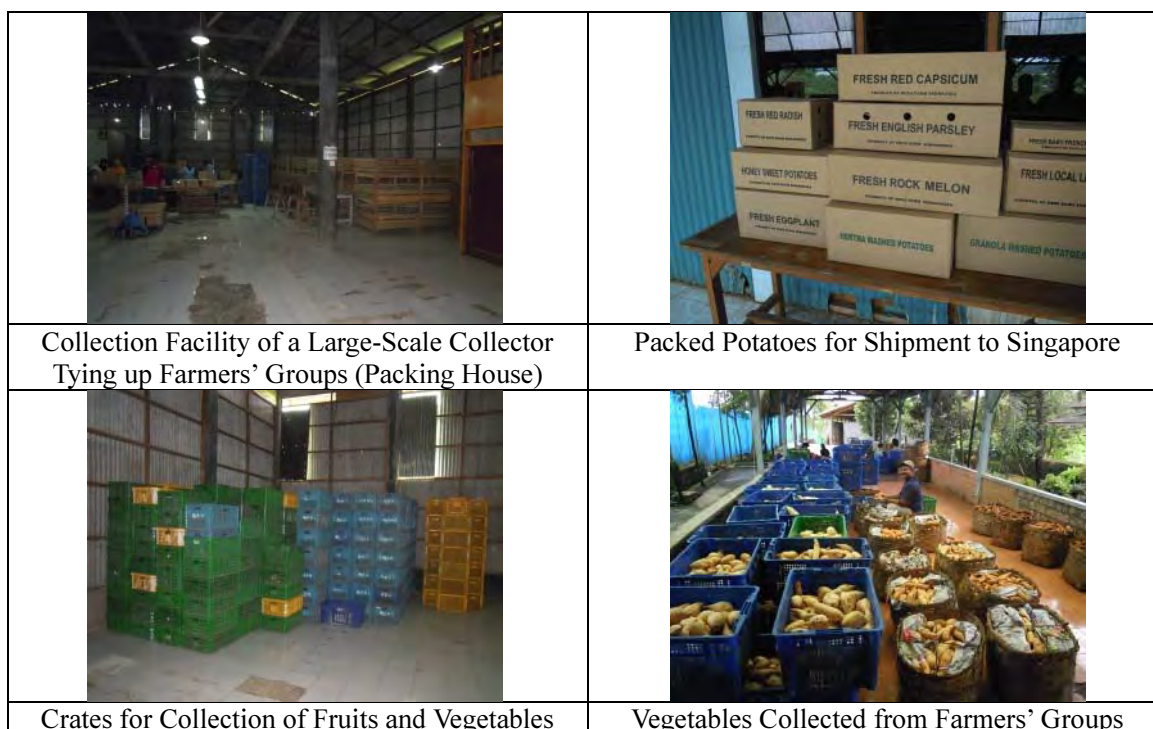 FRESH RED CAPSICUM
FRESH RED RADISH
FRESH ENGLISH PARSLEY
HONEY SWEET POTATOES
FRESH ROCK MELON
FRESH LOCAL
FRESH EGGPLANT
WASHED POTATOES
GRANOLA WASHED POTATOES
Collection Facility of a Large-Scale Collector
Tying up Farmers’ Groups (Packing House)
Packed Potatoes for Shipment to Singapore
Crates for Collection of Fruits and Vegetables
Vegetables Collected from Farmers’ Groups